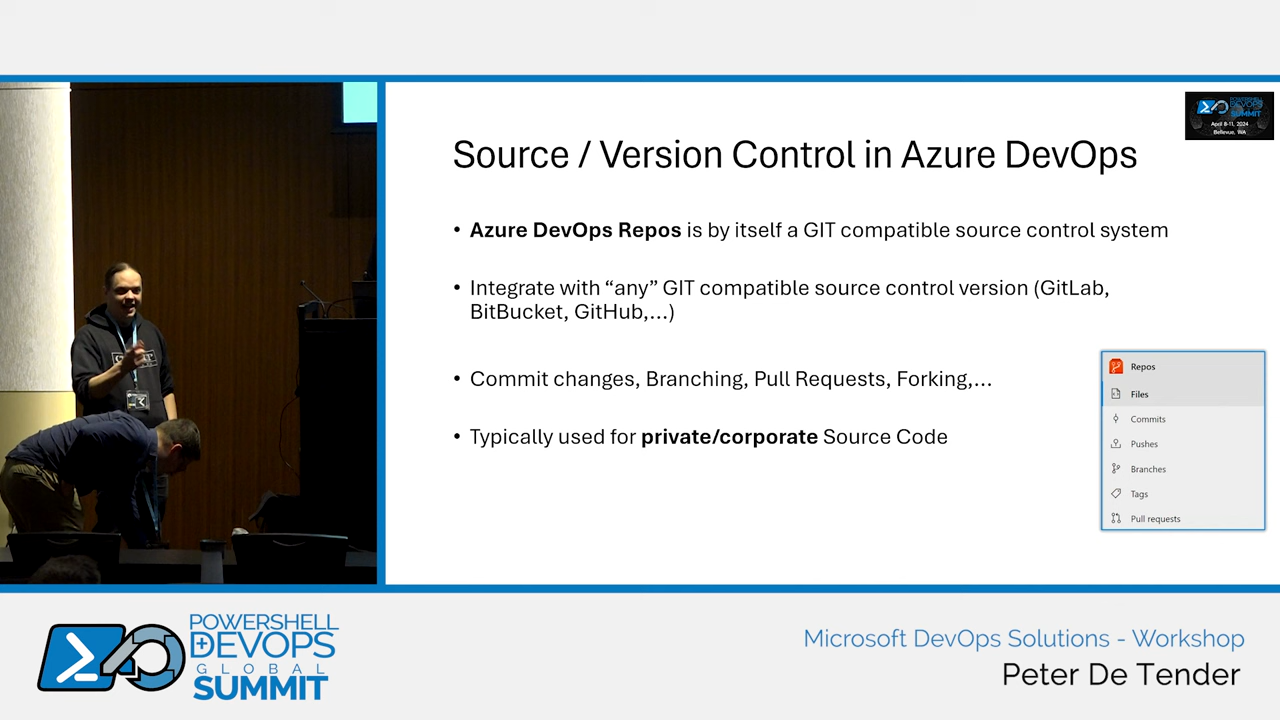 POWERSHELL
DEVOPS
SUMMIT
April 8-11, 2024
Bellevue, WA
Source / Version Control in Azure DevOps
• Azure DevOps Repos is by itself a GIT compatible source control system
• Integrate with “any” GIT compatible source control version (GitLab,
BitBucket, GitHub,...)
• Commit changes, Branching, Pull Requests, Forking,...
• Typically used for private/corporate Source Code
Repos
Files
Commits
Pushes
Branches
Tags
Pull requests
POWERSHELL
DEVOPS
GLOBAL
SUMMIT
Microsoft DevOps Solutions - Workshop
Peter De Tender